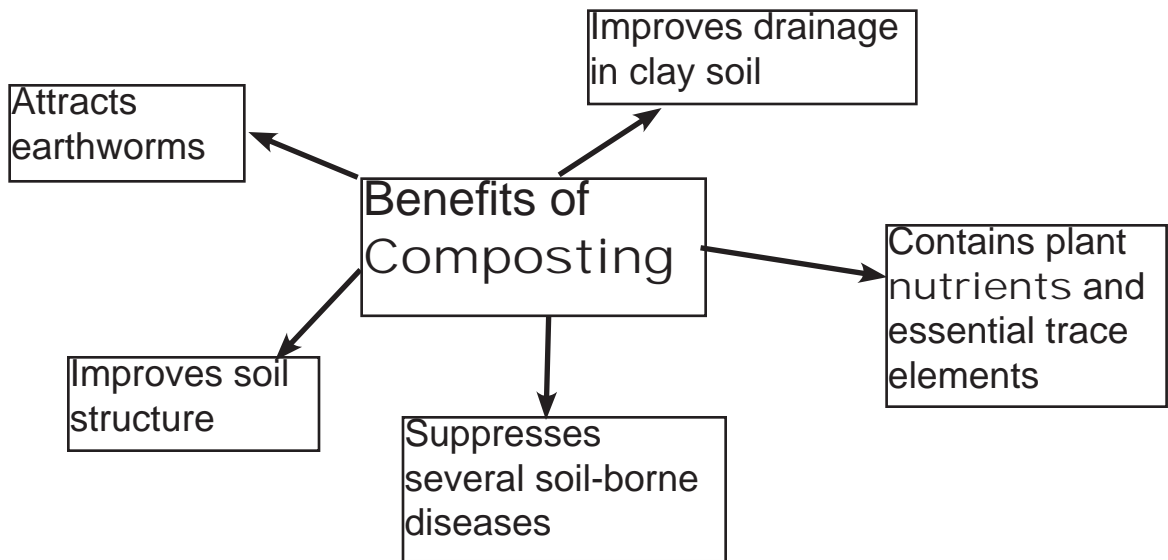 Improves drainage
in clay soil
Attracts
earthworms
Benefits of
Composting
Contains plant
nutrients and
essential trace
elements
Improves soil
structure
Suppresses
several soil-borne
diseases